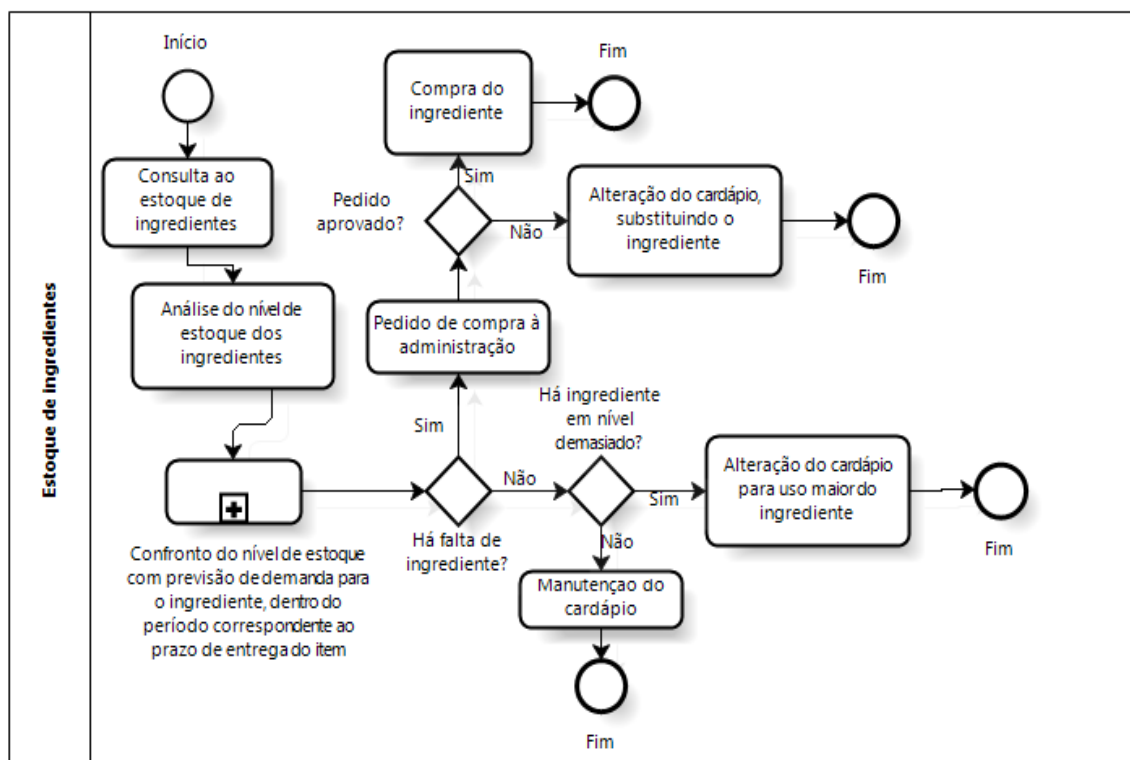 Estoque de ingredientes
Início
Consulta ao
estoque de
ingredientes
Análise do nível de
estoque dos
ingredientes
Confronto do nível de estoque
com previsão de demanda para
o ingrediente, dentro do
período correspondente ao
prazo de entrega do item
Há falta de
ingrediente?
Sim
Não
Pedido de compra à
administração
Pedido
aprovado?
Sim
Não
Compra do
ingrediente
Fim
Alteração do cardápio,
substituindo o
ingrediente
Fim
Há ingrediente
em nível
demasiado?
Sim
Não
Alteração do cardápio
para uso maior do
ingrediente
Fim
Manutenção do
cardápio
Fim